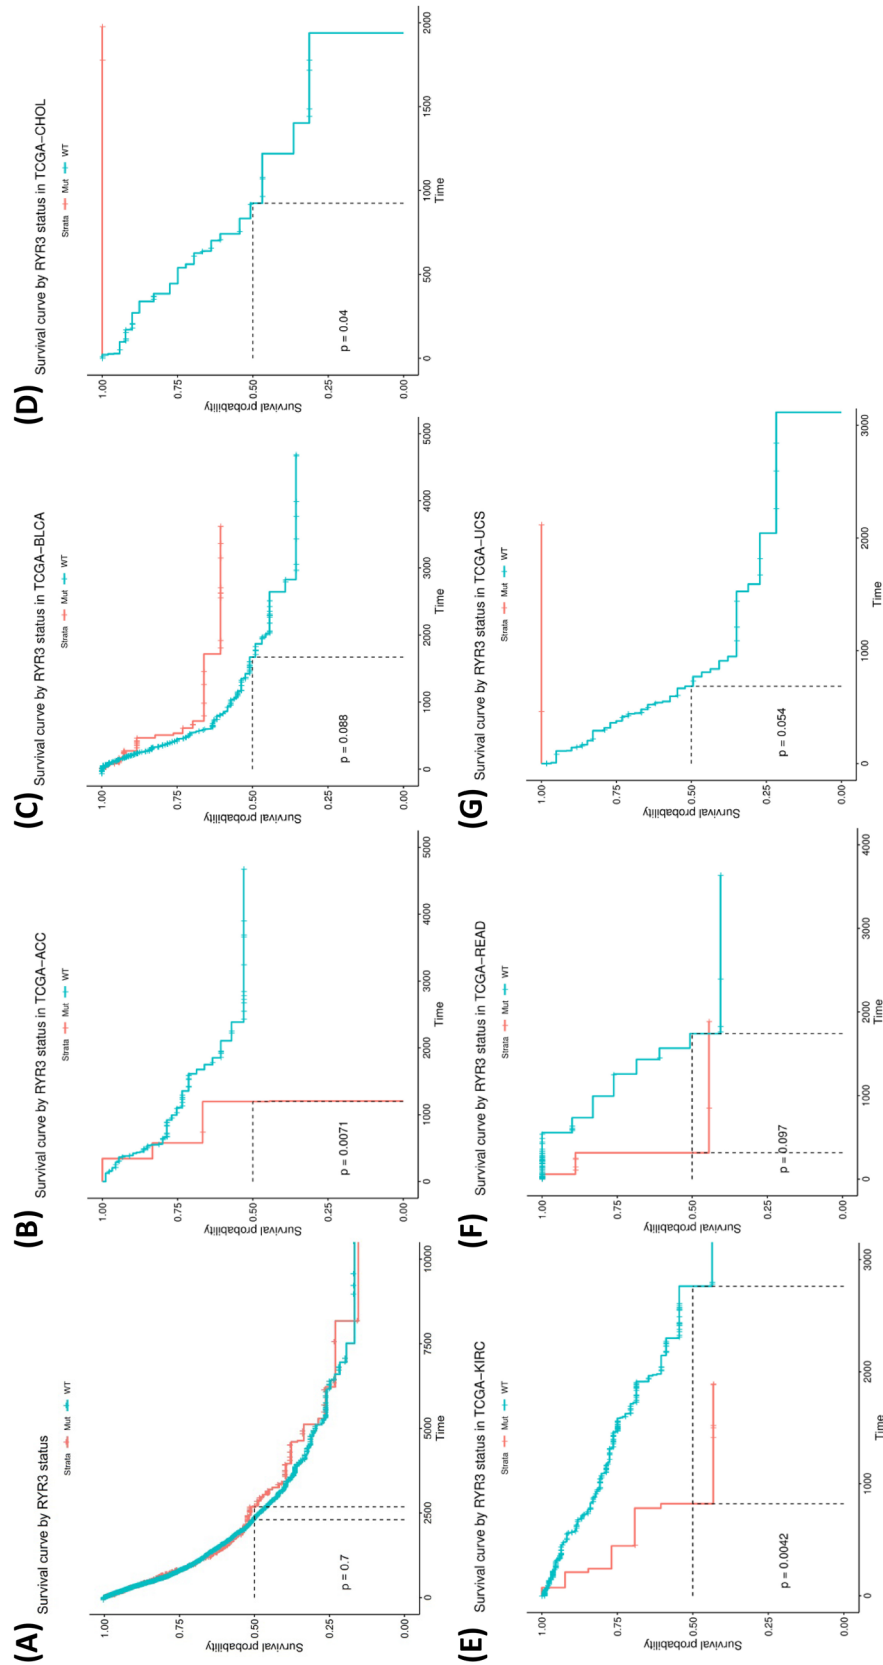 (A)
Survival curve by RYR3 status
Strata Mut WT
Survival probability
1.00
0.75
0.50
0.25
0.00
p = 0.7
0
2500
5000
7500
10000
Time
(B)
Survival curve by RYR3 status in TCGA−ACC
Strata Mut WT
Survival probability
1.00
0.75
0.50
0.25
0.00
p = 0.0071
0
1000
2000
3000
4000
5000
Time
(C)
Survival curve by RYR3 status in TCGA−BLCA
Strata Mut WT
Survival probability
1.00
0.75
0.50
0.25
0.00
p = 0.088
0
1000
2000
3000
4000
5000
Time
(D)
Survival curve by RYR3 status in TCGA−CHOL
Strata Mut WT
Survival probability
1.00
0.75
0.50
0.25
0.00
p = 0.04
0
500
1000
1500
2000
Time
(E)
Survival curve by RYR3 status in TCGA−KIRC
Strata Mut WT
Survival probability
1.00
0.75
0.50
0.25
0.00
p = 0.0042
0
1000
2000
3000
Time
(F)
Survival curve by RYR3 status in TCGA−READ
Strata Mut WT
Survival probability
1.00
0.75
0.50
0.25
0.00
p = 0.097
0
1000
2000
3000
4000
Time
(G)
Survival curve by RYR3 status in TCGA−UCS
Strata Mut WT
Survival probability
1.00
0.75
0.50
0.25
0.00
p = 0.054
0
1000
2000
3000
Time